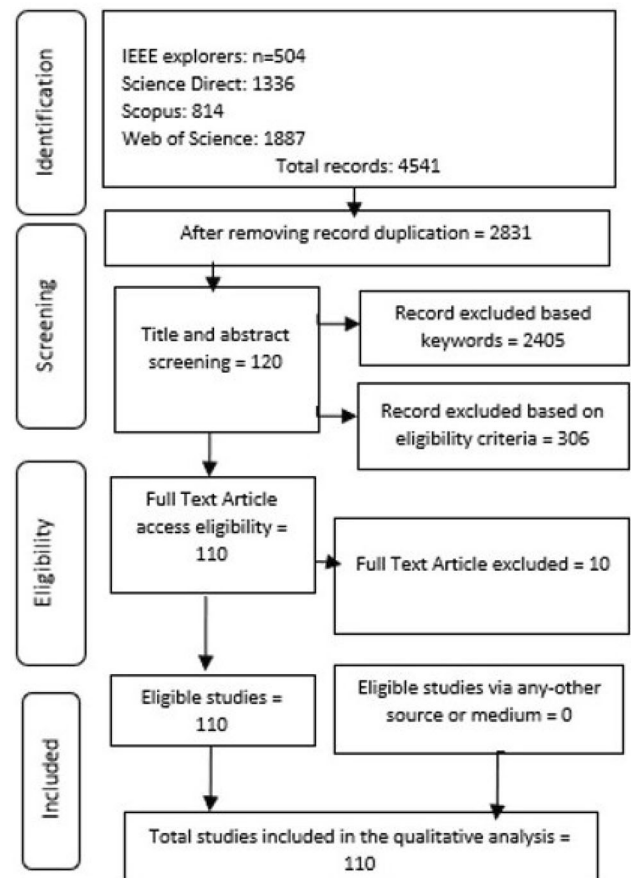 Identification
IEEE explorers: n=504
Science Direct: 1336
Scopus: 814
Web of Science: 1887
Total records: 4541
Screening
After removing record duplication = 2831
Title and abstract
screening = 120
Record excluded based
keywords = 2405
Record excluded based on
eligibility criteria = 306
Eligibility
Full Text Article
access eligibility =
110
Full Text Article excluded = 10
Included
Eligible studies =
110
Eligible studies via any-other
source or medium = 0
Total studies included in the qualitative analysis =
110